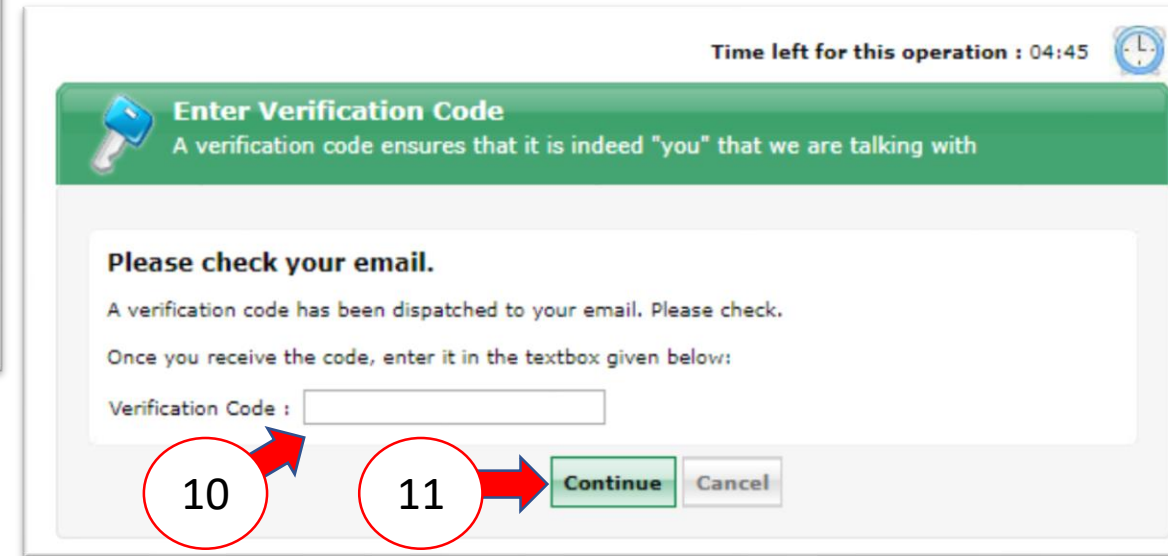 Time left for this operation : 04:45
Enter Verification Code
A verification code ensures that it is indeed "you" that we are talking with
Please check your email.
A verification code has been dispatched to your email. Please check.
Once you receive the code, enter it in the textbox given below:
Verification Code :
10
11
Continue
Cancel